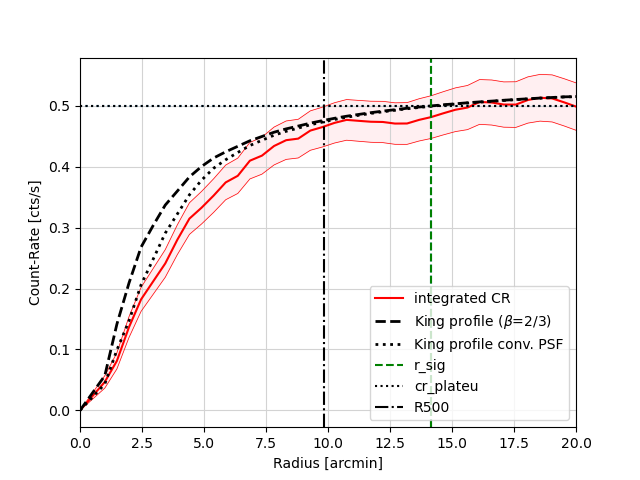 0.5
0.4
0.3
0.2
0.1
0.0
Count-Rate [cts/s]
integrated CR
King profile (β=2/3)
King profile conv. PSF
r_sig
cr_plateu
R500
0.0 2.5 5.0 7.5 10.0 12.5 15.0 17.5 20.0
Radius [arcmin]